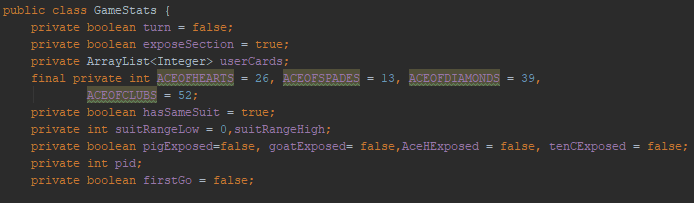 public class GameStats {
private boolean turn = false;
private boolean exposeSection = true;
private ArrayList<Integer> userCards;
final private int ACEOFHEARTS = 26, ACEOFSPADES = 13, ACEOFDIAMONDS = 39,
ACEOFCLUBS = 52;
private boolean hasSameSuit = true;
private int suitRangeLow = 0,suitRangeHigh;
private boolean pigExposed=false, goatExposed= false,AceHExposed = false, tenCExposed = false;
private int pid;
private boolean firstGo = false;